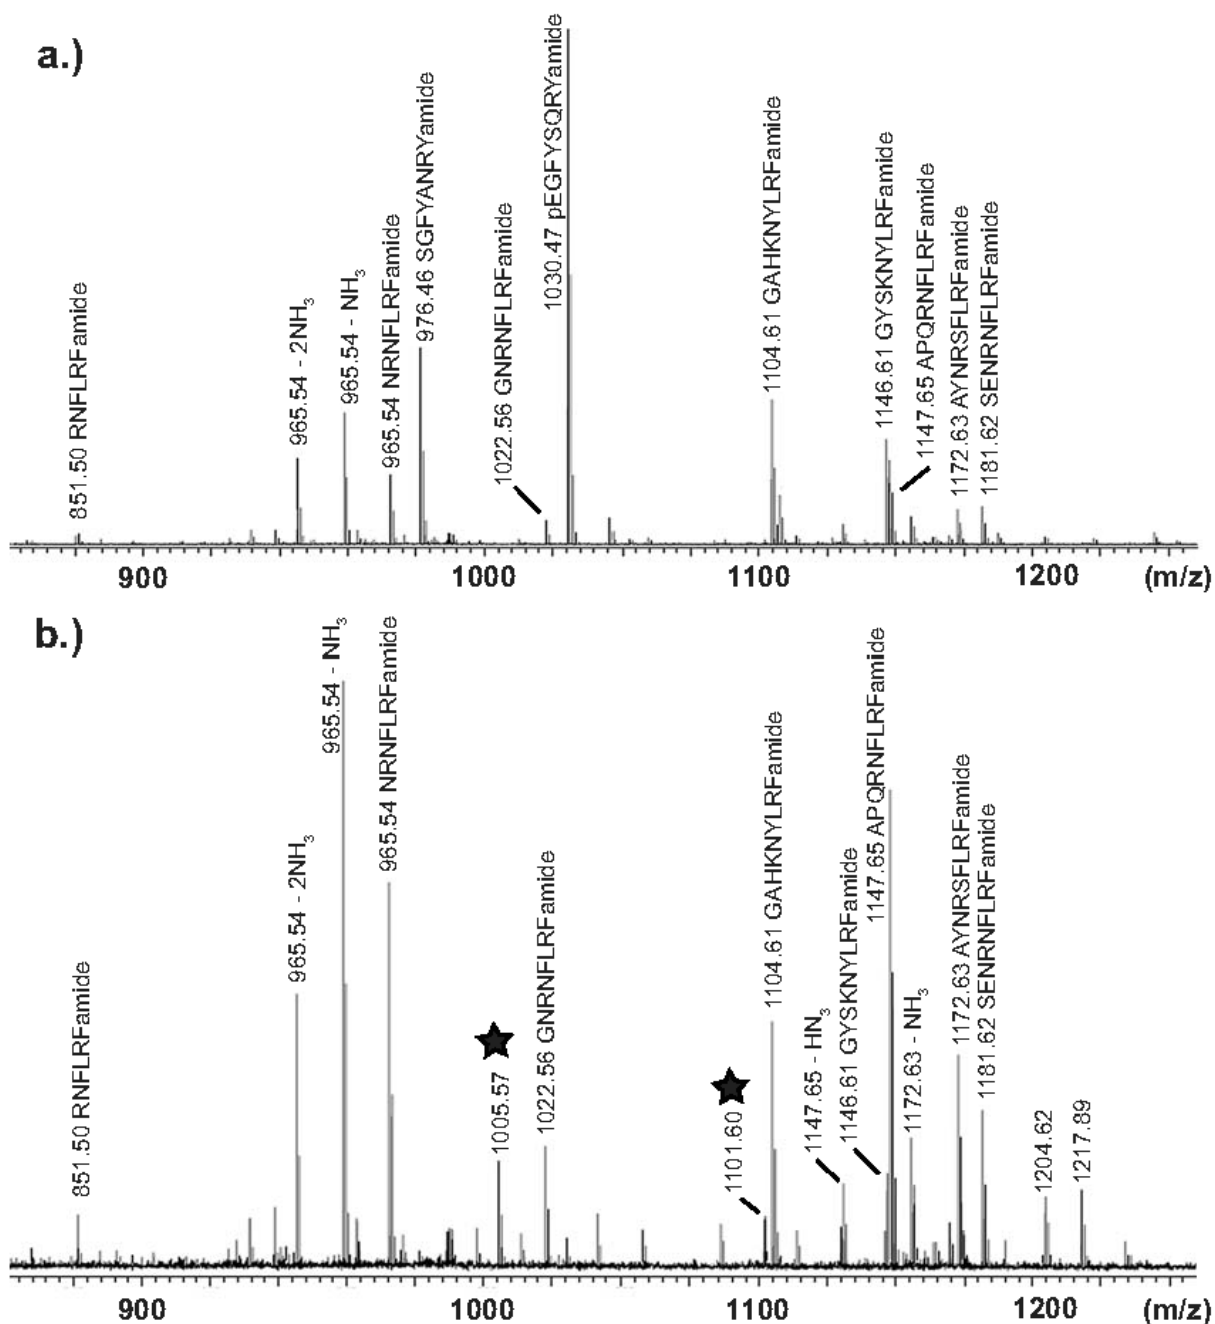 a.)
851.50 RNFLRFamide
965.54 - 2NH3
965.54 - NH3
965.54 NRNFLRFamide
976.46 SGFYANRYamide
1022.56 GNRNFLRFamide
1030.47 pEGFYSQRYamide
1104.61 GAHKNYLRFamide
1146.61 GYSKNYLRFamide
1147.65 APQRNFLRFamide
1172.63 AYNRSFLRFamide
1181.62 SENRNFLRFamide
900 1000 1100 1200 (m/z)
b.)
851.50 RNFLRFamide
965.54 - 2NH3
965.54 - NH3
965.54 NRNFLRFamide
1005.57
1022.56 GNRNFLRFamide
1101.60
1104.61 GAHKNYLRFamide
1147.65 - HN3
1146.61 GYSKNYLRFamide
1147.65 APQRNFLRFamide
1172.63 - NH3
1172.63 AYNRSFLRFamide
1181.62 SENRNFLRFamide
1204.62
1217.89
900 1000 1100 1200 (m/z)